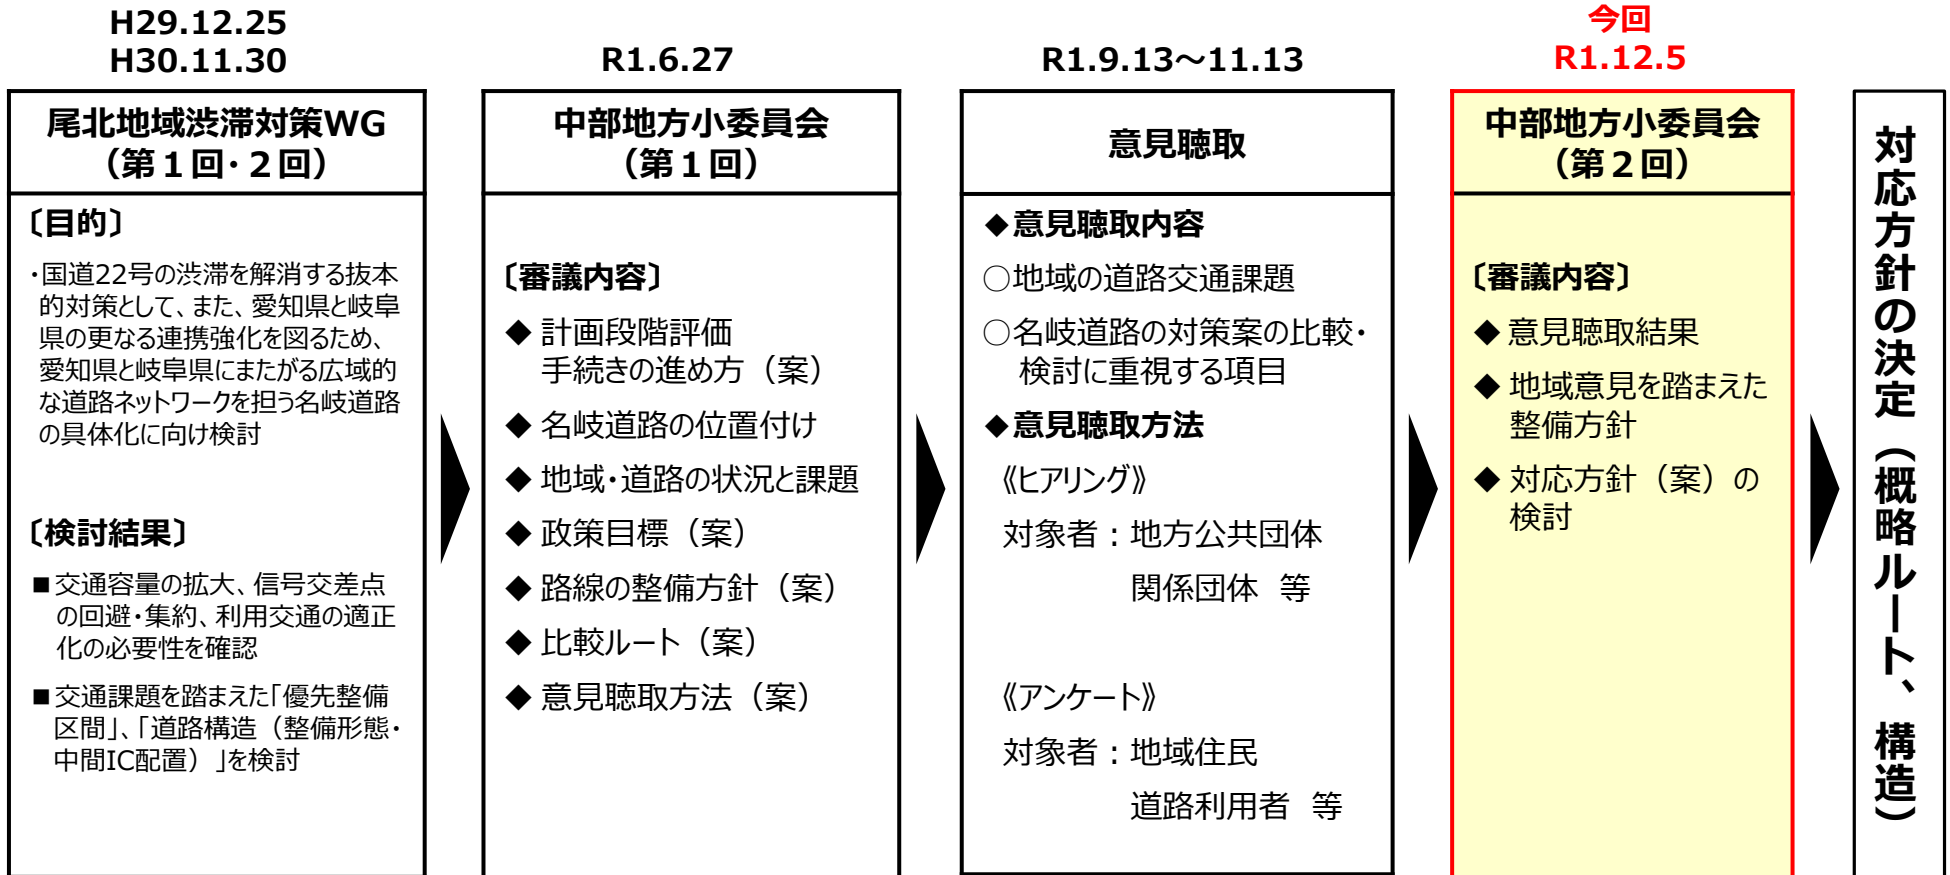 H29.12.25
H30.11.30
尾北地域渋滞対策WG
（第１回･２回）
〔目的〕
・国道22号の渋滞を解消する抜本
的対策として、また、愛知県と岐阜
県の更なる連携強化を図るため、
愛知県と岐阜県にまたがる広域的
な道路ネットワークを担う名岐道路
の具体化に向け検討
〔検討結果〕
■交通容量の拡大、信号交差点
の回避・集約、利用交通の適正
化の必要性を確認
■交通課題を踏まえた「優先整備
区間」、「道路構造（整備形態・
中間IC配置）」を検討
R1.6.27
中部地方小委員会
（第１回）
〔審議内容〕
◆ 計画段階評価
手続きの進め方（案）
◆ 名岐道路の位置付け
◆ 地域・道路の状況と課題
◆ 政策目標（案）
◆ 路線の整備方針（案）
◆ 比較ルート（案）
◆ 意見聴取方法（案）
R1.9.13～11.13
意見聴取
◆意見聴取内容
○地域の道路交通課題
○名岐道路の対策案の比較・
検討に重視する項目
◆意見聴取方法
《ヒアリング》
対象者：地方公共団体
関係団体 等
《アンケート》
対象者：地域住民
道路利用者 等
今回
R1.12.5
中部地方小委員会
（第２回）
〔審議内容〕
◆ 意見聴取結果
◆ 地域意見を踏まえた
整備方針
◆ 対応方針（案）の
検討
対応方針の決定（概略ルート、構造）